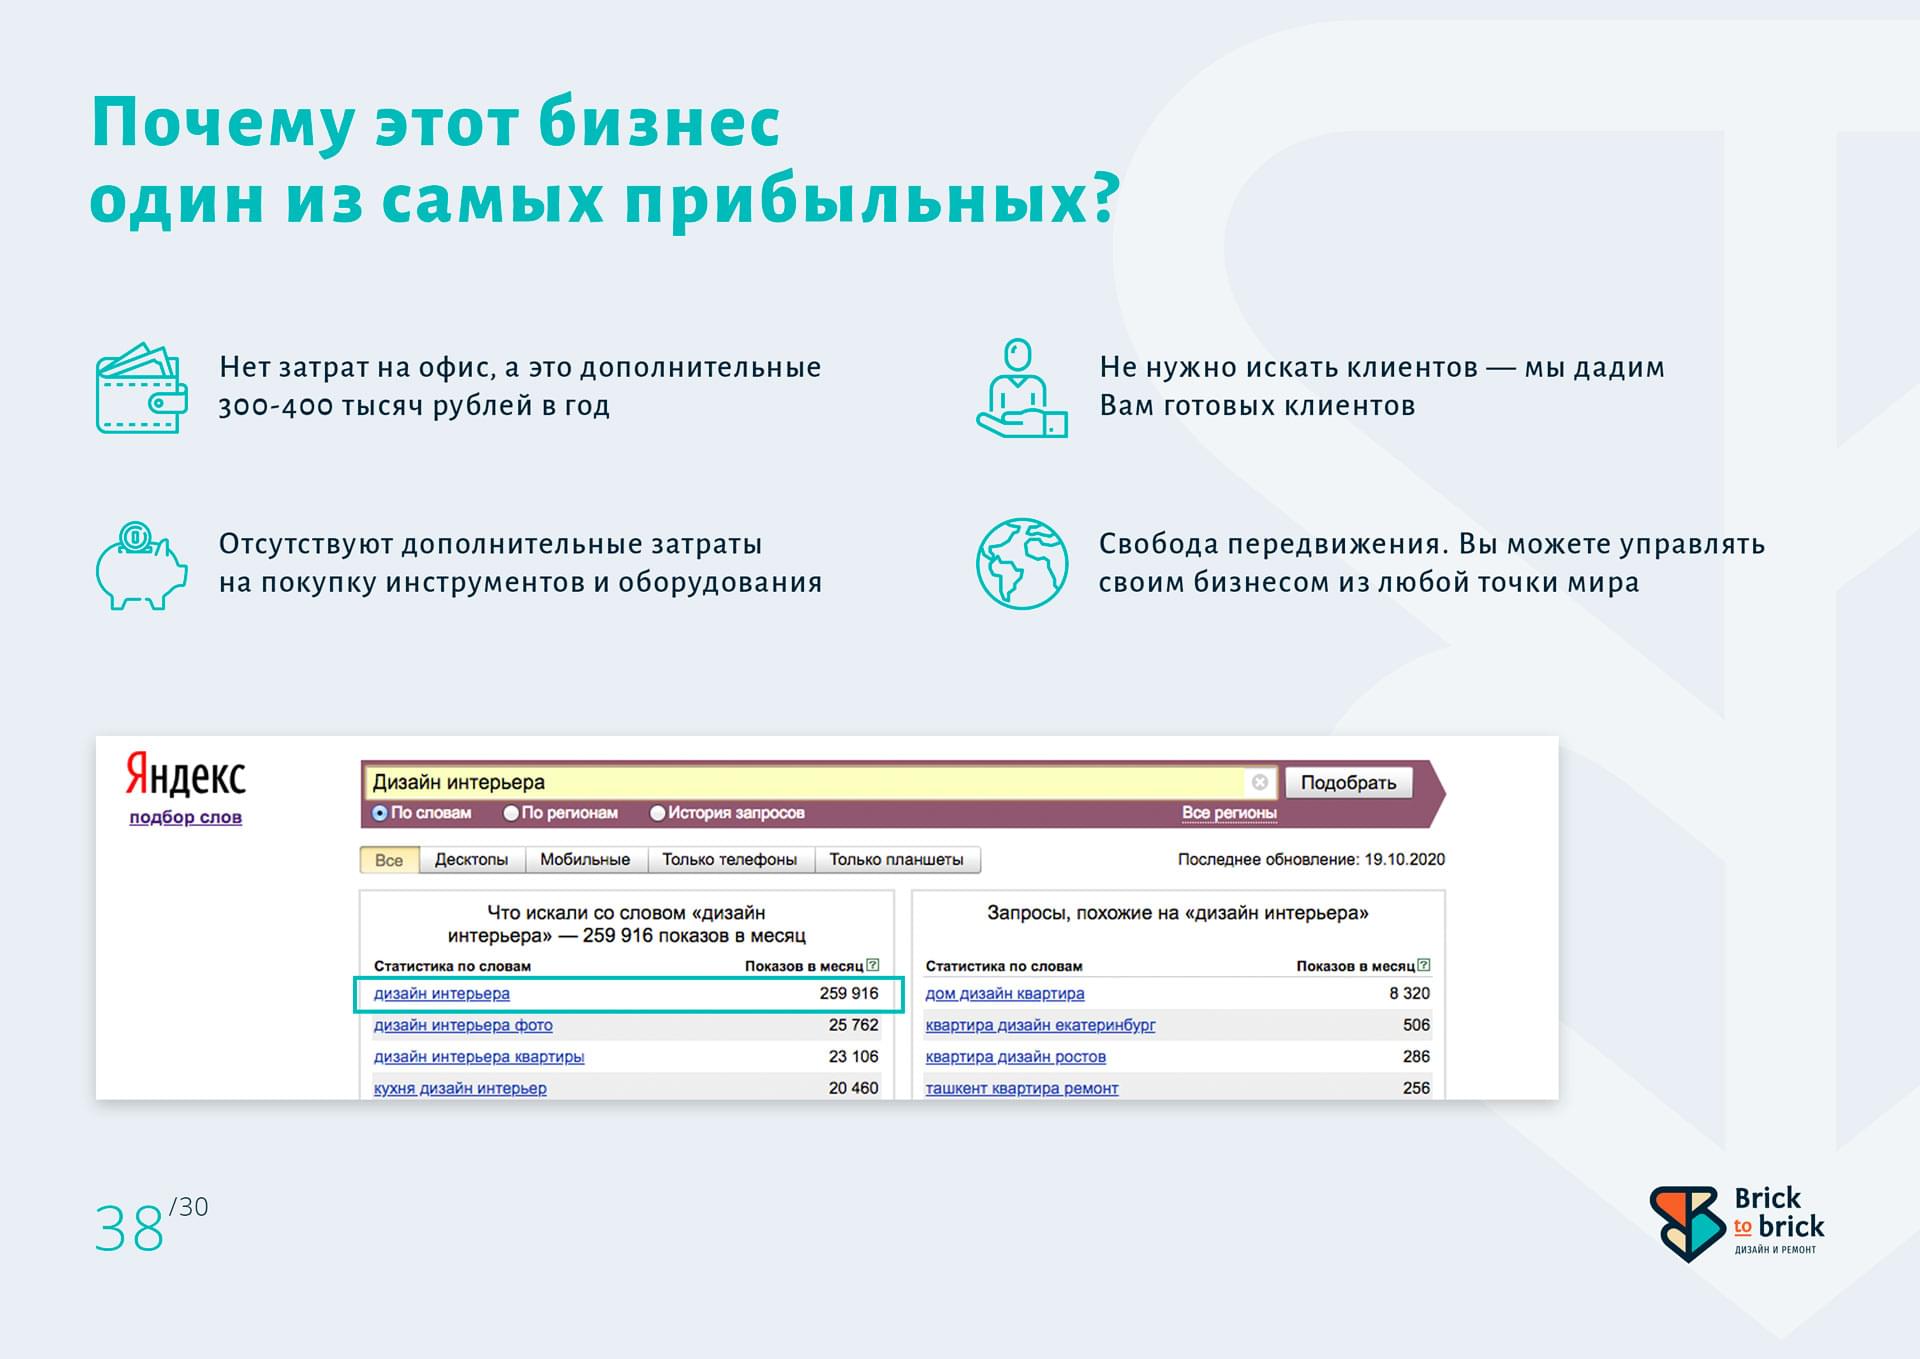 Почему этот бизнес
один из самых прибыльных?
Нет затрат на офис, а это дополнительные
300-400 тысяч рублей в год
Не нужно искать клиентов — мы дадим
Вам готовых клиентов
Отсутствуют дополнительные затраты
на покупку инструментов и оборудования
Свобода передвижения. Вы можете управлять
своим бизнесом из любой точки мира
Яндекс
подбор слов
Дизайн интерьера
Подобрать
По словам По регионам История запросов Все регионы
Все Десктопы Мобильные Только телефоны Только планшеты
Последнее обновление: 19.10.2020
Что искали со словом «дизайн
интерьера» — 259 916 показов в месяц
Статистика по словам Показов в месяц ?
дизайн интерьера 259 916
дизайн интерьера фото 25 762
дизайн интерьера квартиры 23 106
кухня дизайн интерьер 20 460
Запросы, похожие на «дизайн интерьера»
Статистика по словам Показов в месяц ?
дом дизайн квартира 8 320
квартира дизайн екатеринбург 506
квартира дизайн ростов 286
ташкент квартира ремонт 256
38 /30
Brick
to brick
ДИЗАЙН И РЕМОНТ